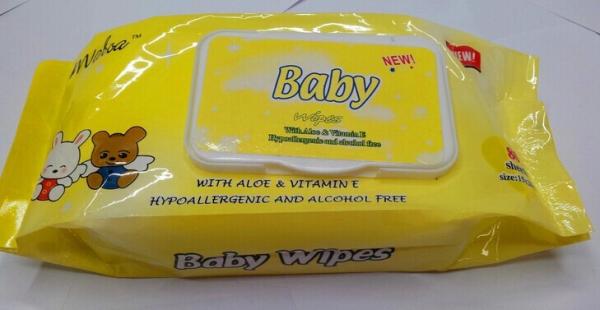 NEW!
NEW!
Baby
Wipes
With Aloe & Vitamin E
Hypoallergenic and alcohol free
WITH ALOE & VITAMIN E
HYPOALLERGENIC AND ALCOHOL FREE
Baby Wipes